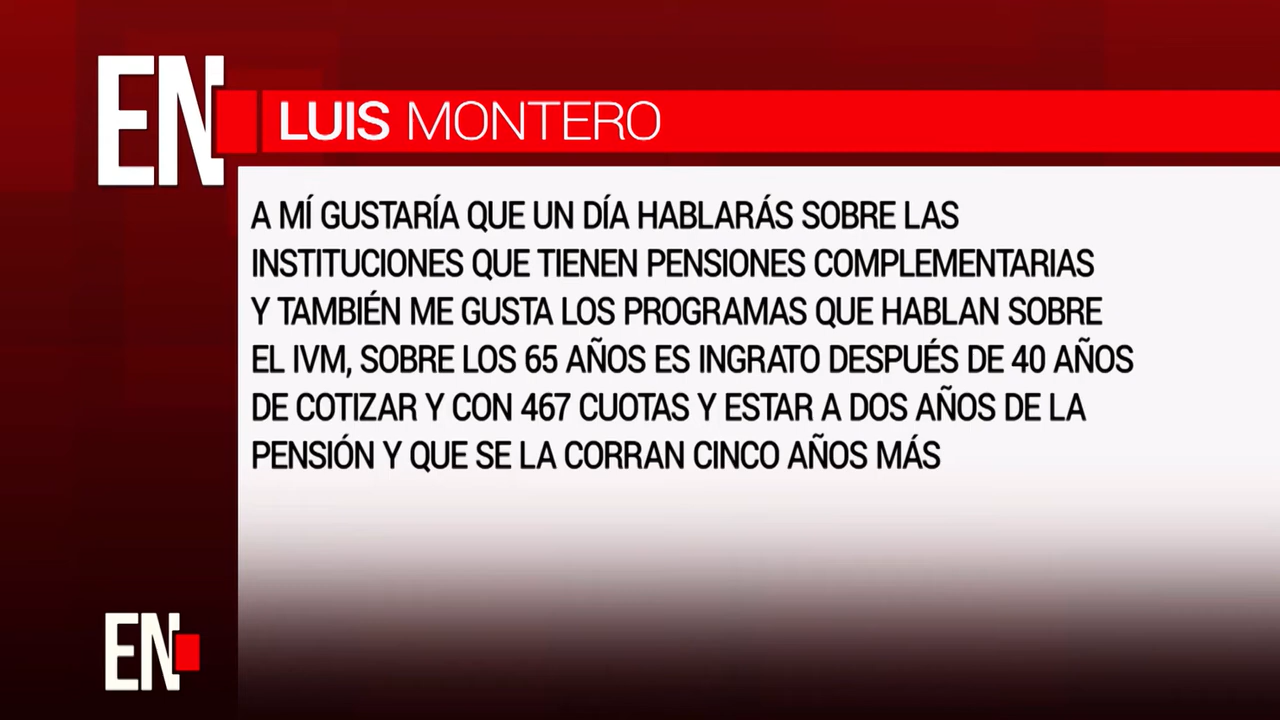 EN
LUIS MONTERO
A MÍ GUSTARÍA QUE UN DÍA HABLARÁS SOBRE LAS
INSTITUCIONES QUE TIENEN PENSIONES COMPLEMENTARIAS
Y TAMBIÉN ME GUSTA LOS PROGRAMAS QUE HABLAN SOBRE
EL IVM, SOBRE LOS 65 AÑOS ES INGRATO DESPUÉS DE 40 AÑOS
DE COTIZAR Y CON 467 CUOTAS Y ESTAR A DOS AÑOS DE LA
PENSIÓN Y QUE SE LA CORRAN CINCO AÑOS MÁS
EN